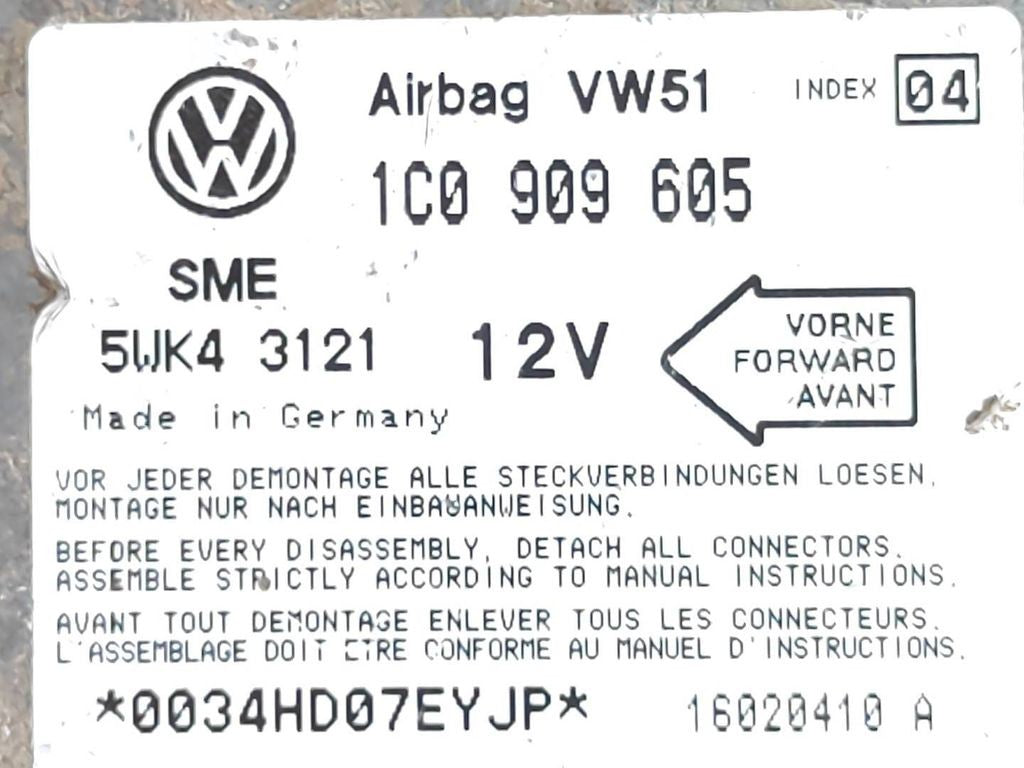 Airbag VW51 INDEX 04
1C0 909 605
SME
5WK4 3121 12V
VORNE
FORWARD
AVANT
Made in Germany
VOR JEDER DEMONTAGE ALLE STECKVERBINDUNGEN LOESEN.
MONTAGE NUR NACH EINBAUANWEISUNG.
BEFORE EVERY DISASSEMBLY, DETACH ALL CONNECTORS.
ASSEMBLE STRICTLY ACCORDING TO MANUAL INSTRUCTIONS.
AVANT TOUT DEMONTAGE ENLEVER TOUS LES CONNECTEURS.
L'ASSEMBLAGE DOIT ETRE CONFORME AU MANUEL D'INSTRUCTIONS.
*0034HD07EYJP* 16020410 A